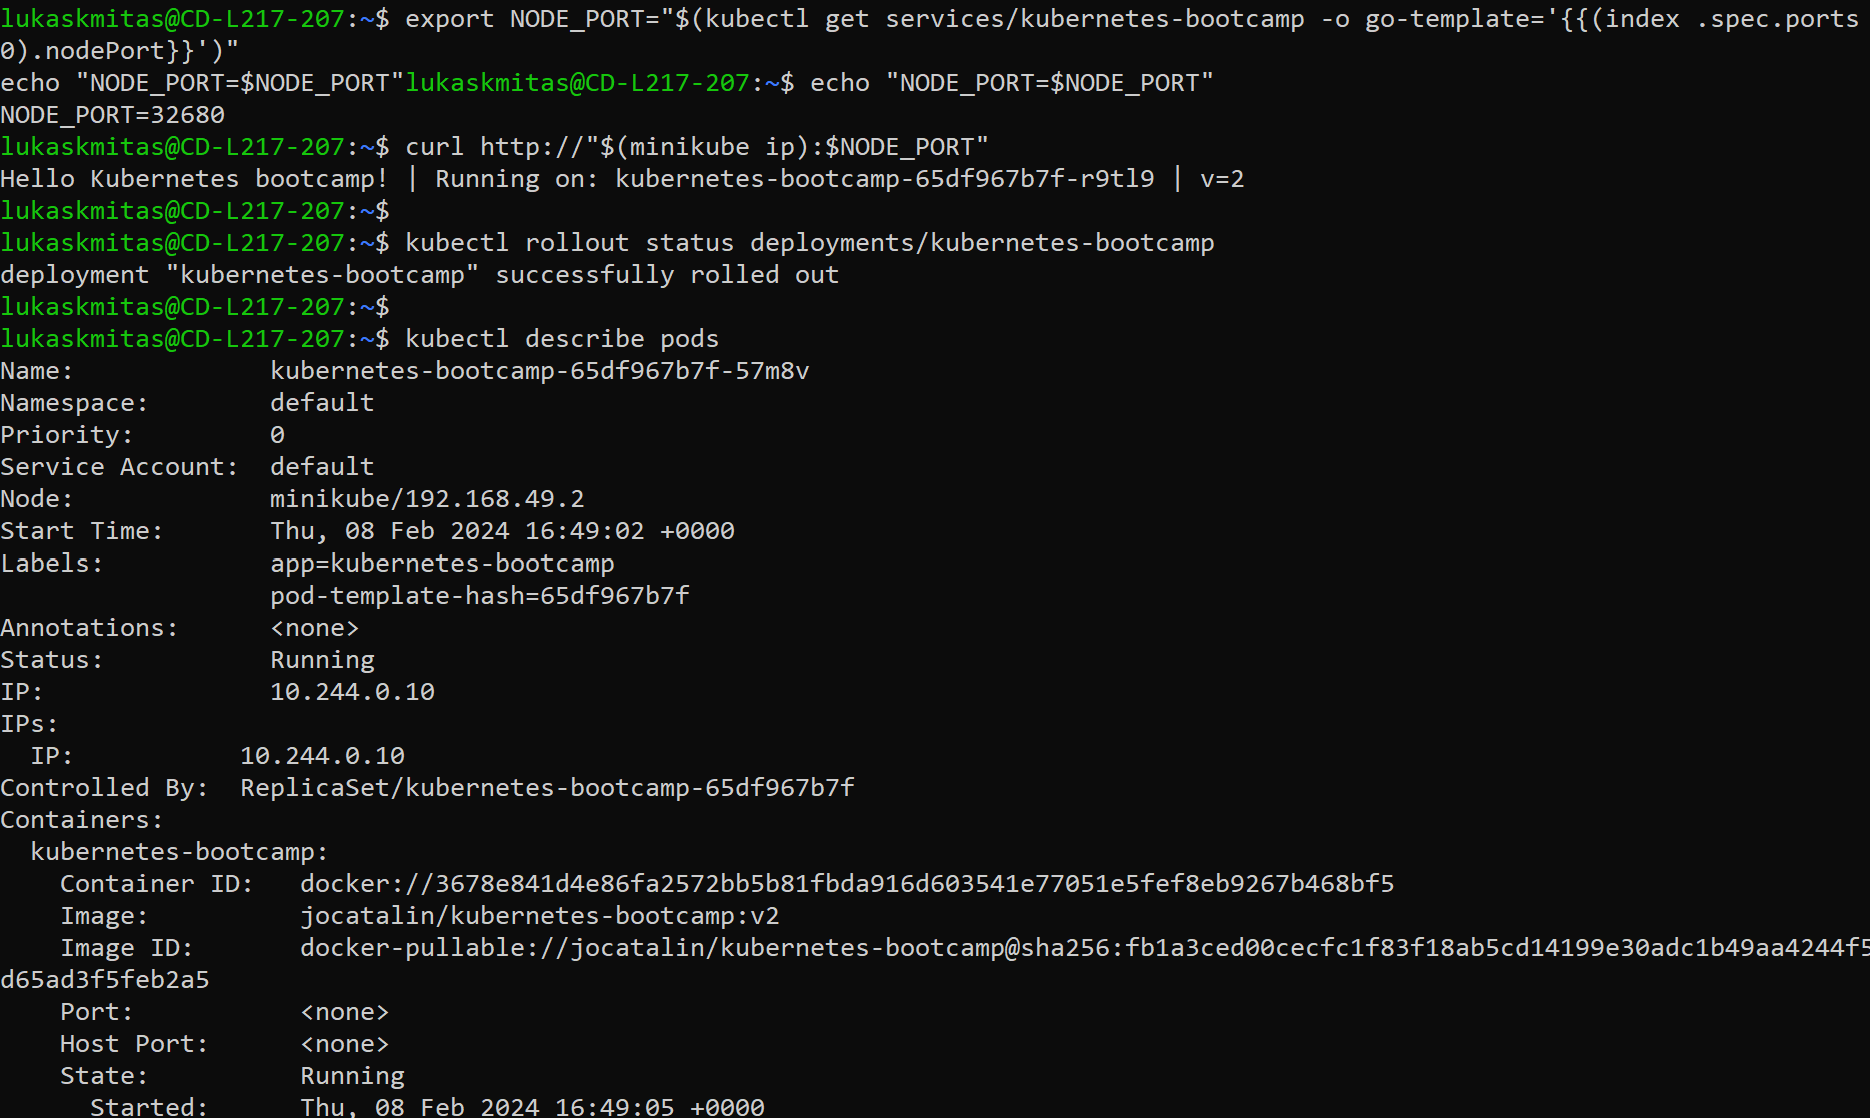 lukaskmitas@CD-L217-207:~$ export NODE_PORT="$(kubectl get services/kubernetes-bootcamp -o go-template='{{(index .spec.ports
0).nodePort}}')"
echo "NODE_PORT=$NODE_PORT"lukaskmitas@CD-L217-207:~$ echo "NODE_PORT=$NODE_PORT"
NODE_PORT=32680
lukaskmitas@CD-L217-207:~$ curl http://"$(minikube ip):$NODE_PORT"
Hello Kubernetes bootcamp! | Running on: kubernetes-bootcamp-65df967b7f-r9tl9 | v=2
lukaskmitas@CD-L217-207:~$
lukaskmitas@CD-L217-207:~$ kubectl rollout status deployments/kubernetes-bootcamp
deployment "kubernetes-bootcamp" successfully rolled out
lukaskmitas@CD-L217-207:~$
lukaskmitas@CD-L217-207:~$ kubectl describe pods
Name:             kubernetes-bootcamp-65df967b7f-57m8v
Namespace:        default
Priority:         0
Service Account:  default
Node:             minikube/192.168.49.2
Start Time:       Thu, 08 Feb 2024 16:49:02 +0000
Labels:           app=kubernetes-bootcamp
                  pod-template-hash=65df967b7f
Annotations:      <none>
Status:           Running
IP:               10.244.0.10
IPs:
  IP:           10.244.0.10
Controlled By:  ReplicaSet/kubernetes-bootcamp-65df967b7f
Containers:
  kubernetes-bootcamp:
    Container ID:   docker://3678e841d4e86fa2572bb5b81fbda916d603541e77051e5fef8eb9267b468bf5
    Image:          jocatalin/kubernetes-bootcamp:v2
    Image ID:       docker-pullable://jocatalin/kubernetes-bootcamp@sha256:fb1a3ced00cecfc1f83f18ab5cd14199e30adc1b49aa4244f5
d65ad3f5feb2a5
    Port:           <none>
    Host Port:      <none>
    State:          Running
      Started:      Thu, 08 Feb 2024 16:49:05 +0000